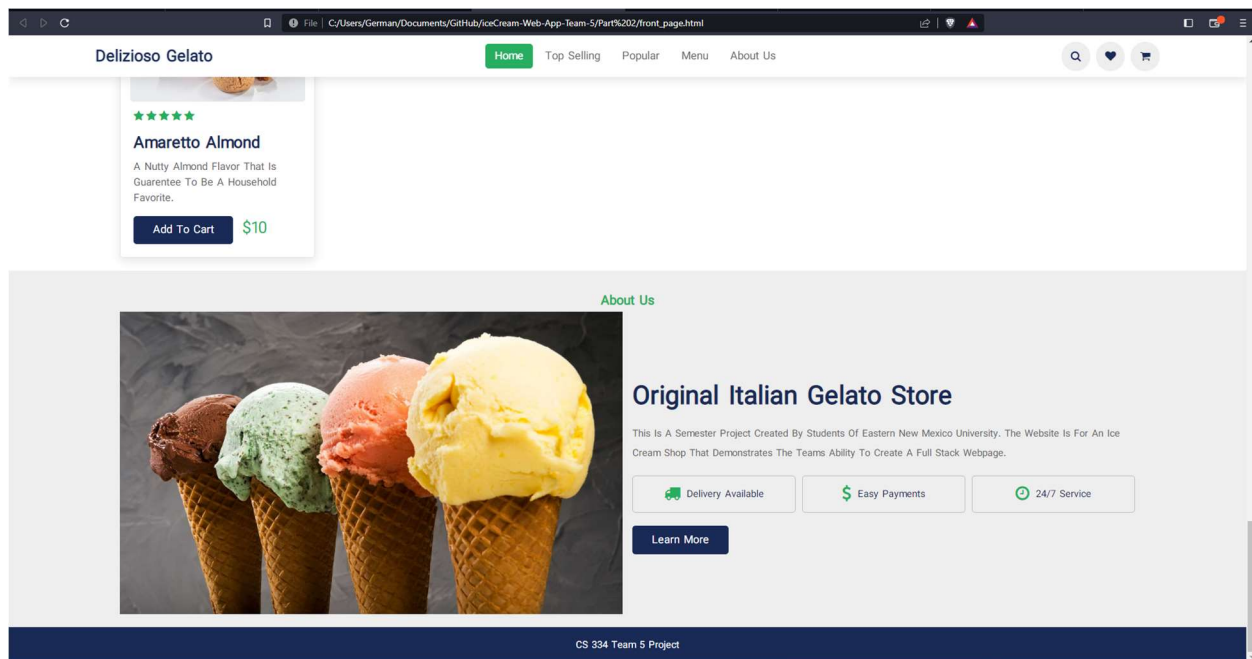 File C:/Users/German/Documents/GitHub/iceCream-Web-App-Team-5/Part%202/front_page.html
Delizioso Gelato Home Top Selling Popular Menu About Us
Amaretto Almond
A Nutty Almond Flavor That Is
Guarentee To Be A Household
Favorite.
Add To Cart $10
About Us
Original Italian Gelato Store
This Is A Semester Project Created By Students Of Eastern New Mexico University. The Website Is For An Ice
Cream Shop That Demonstrates The Teams Ability To Create A Full Stack Webpage.
Delivery Available $ Easy Payments 24/7 Service
Learn More
CS 334 Team 5 Project